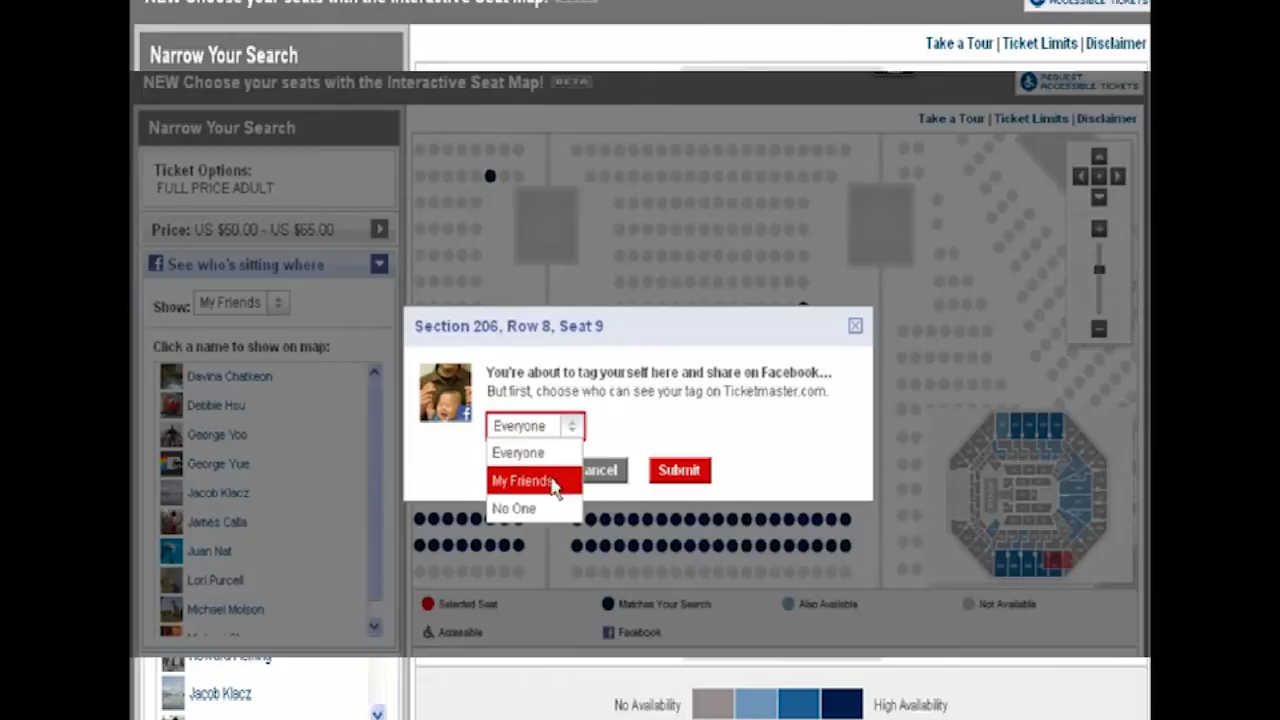 NEW Choose your seats with the Interactive Seat Map!
ACCESSIBLE TICKETS
Take a Tour | Ticket Limits | Disclaimer
Narrow Your Search
NEW Choose your seats with the Interactive Seat Map! BETA
REQUEST
ACCESSIBLE TICKETS
Take a Tour | Ticket Limits | Disclaimer
Narrow Your Search
Ticket Options:
FULL PRICE ADULT
Price: US $50.00 - US $65.00
See who's sitting where
Show: My Friends
Click a name to show on map:
Davina Chatkeon
Debbie Hsu
George Yoo
George Yue
Jacob Klacz
James Calla
Juan Nat
Lori Purcell
Michael Molson
Jacob Klacz
Section 206, Row 8, Seat 9
You're about to tag yourself here and share on Facebook...
But first, choose who can see your tag on Ticketmaster.com.
Everyone
Everyone
My Friends
No One
ancel
Submit
Selected Seat
Matches Your Search
Also Available
Not Available
Accessible
Facebook
No Availability
High Availability